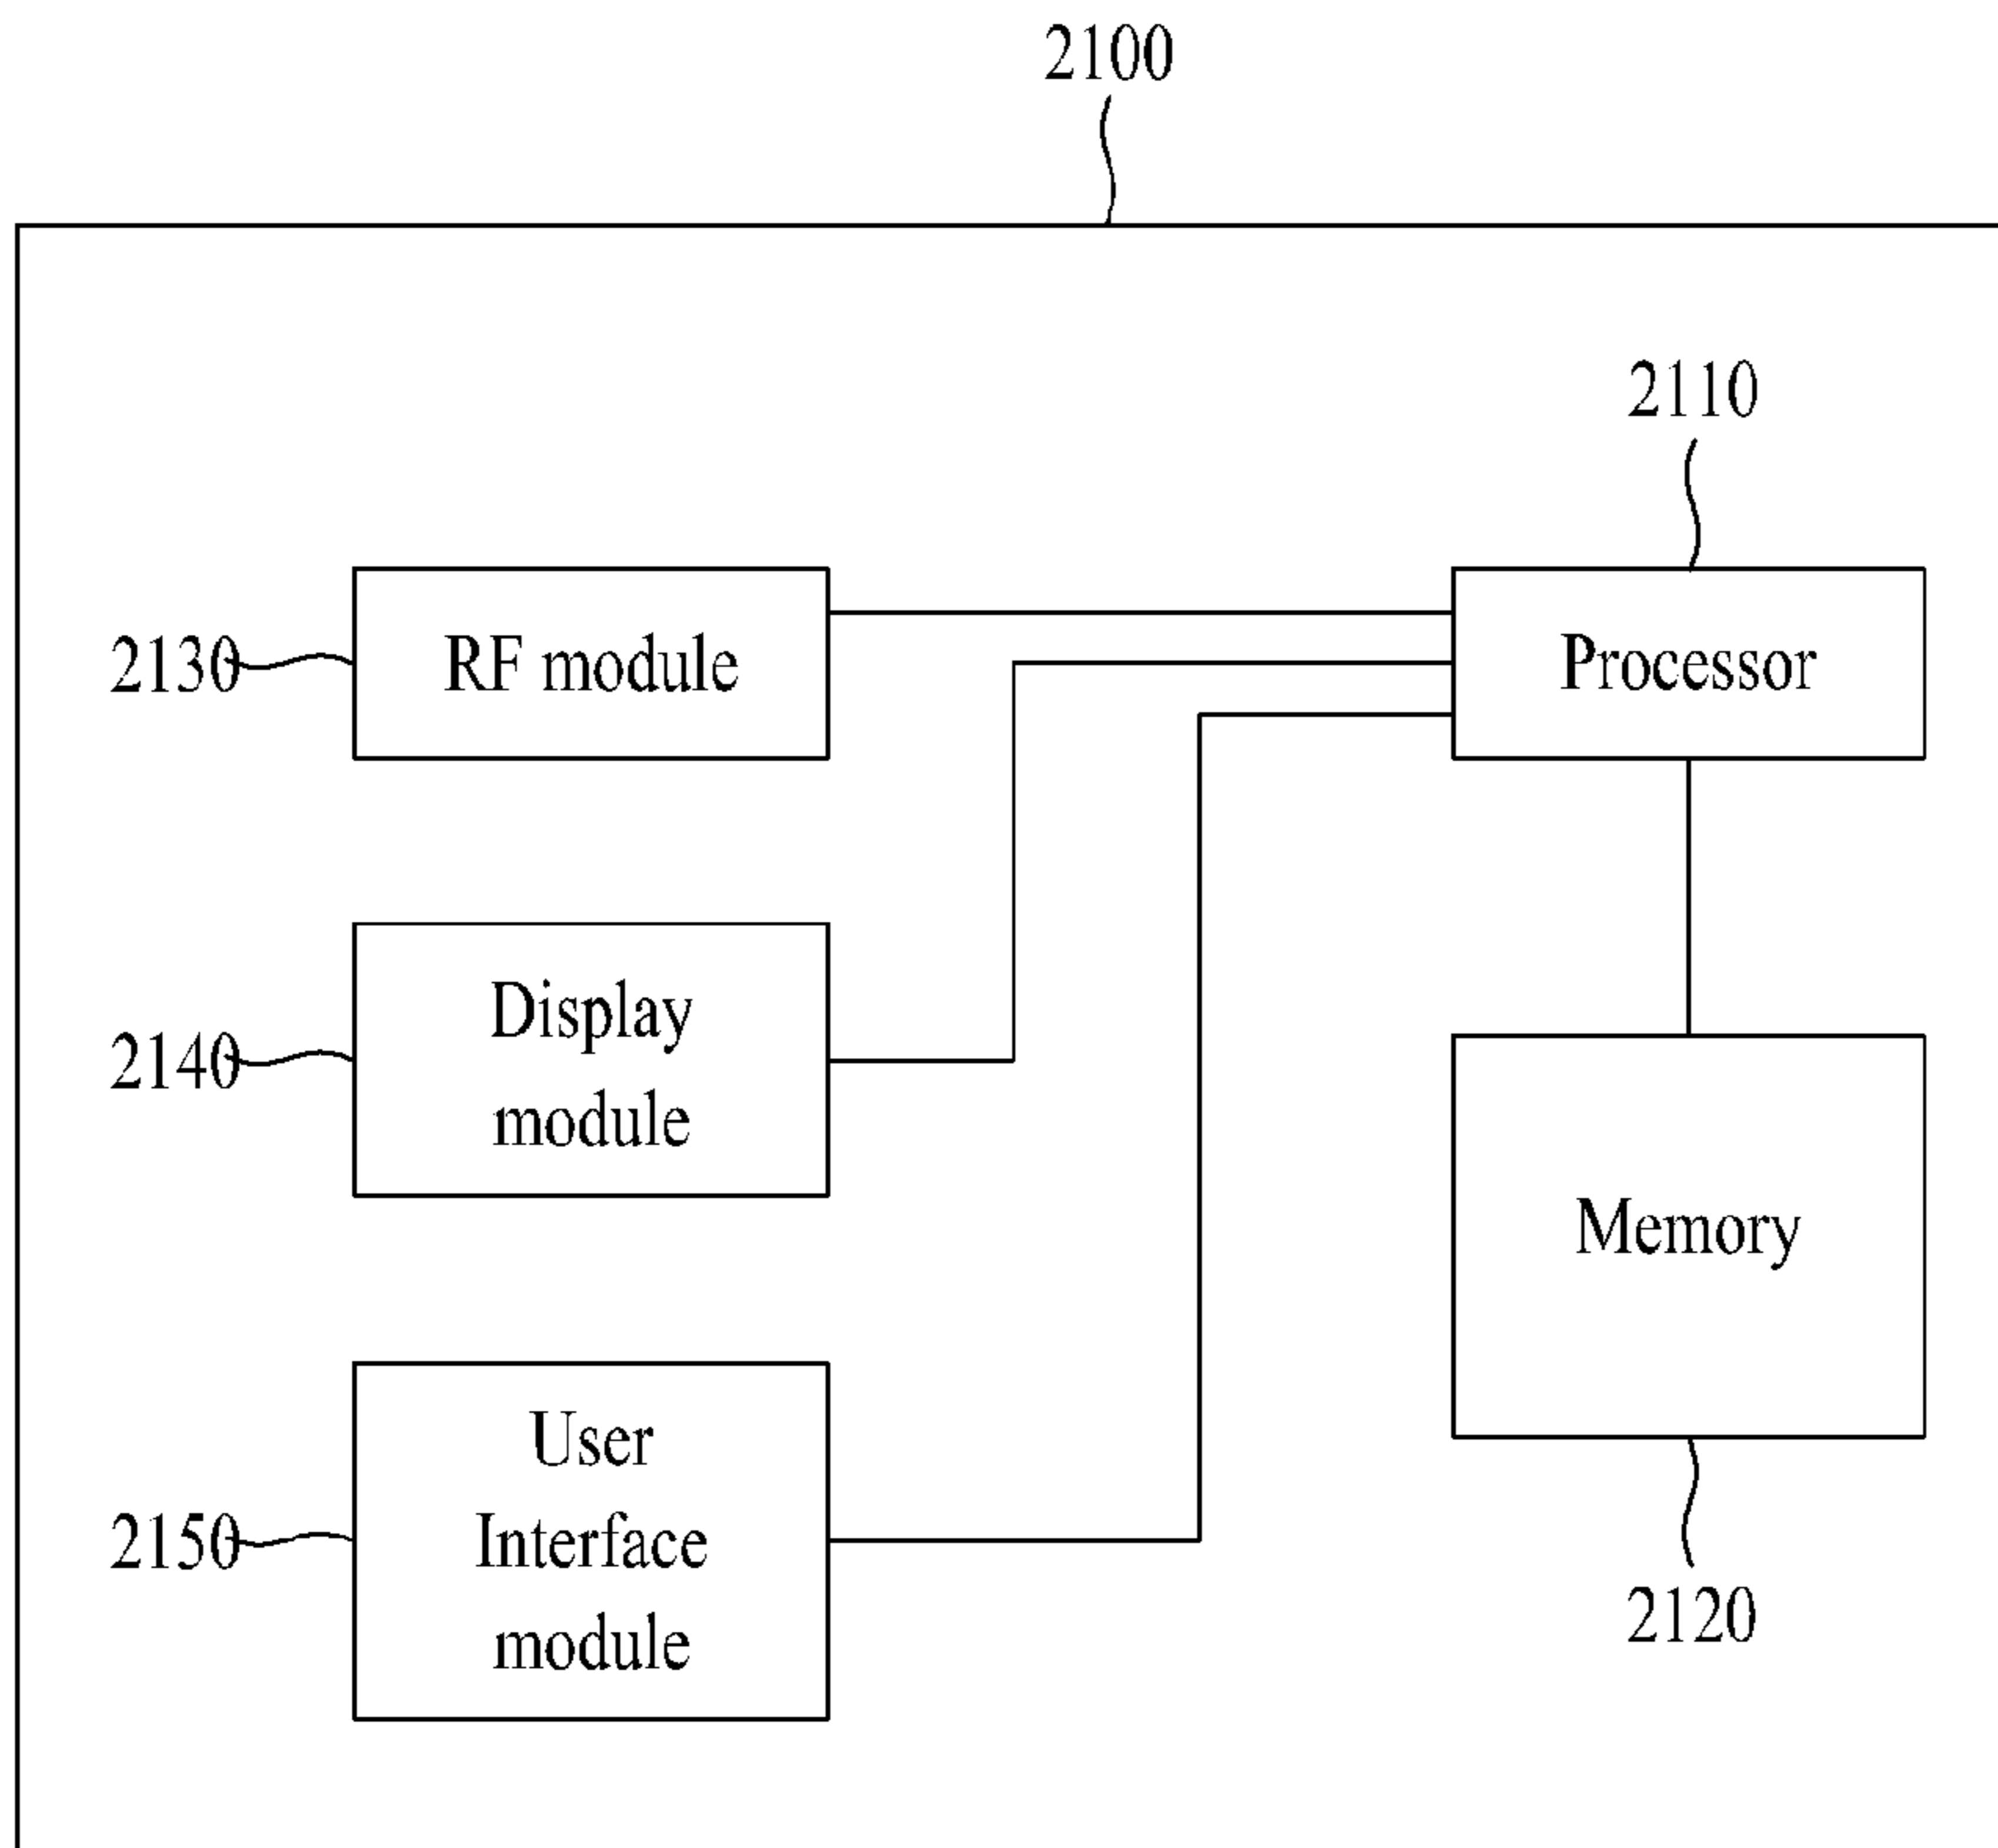 2100
2110
2130
RF module
Processor
2140
Display
module
Memory
2150
User
Interface
module
2120